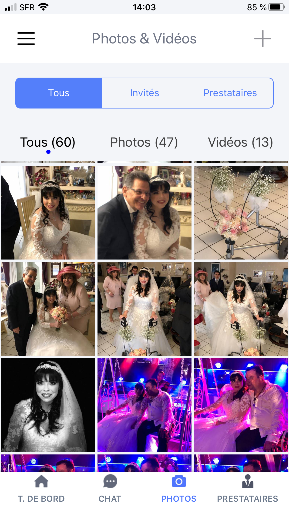 SFR 14:03 85 %
Photos & Vidéos
Tous Invités Prestataires
Tous (60) Photos (47) Vidéos (13)
T. DE BORD CHAT PHOTOS PRESTATAIRES